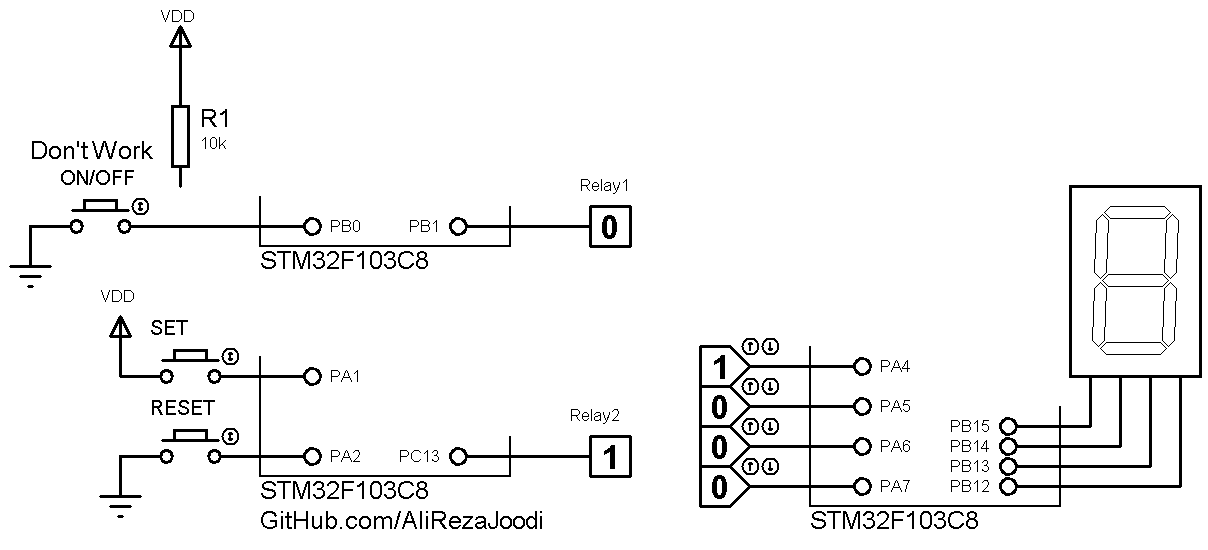 VDD
R1
10k
Don't Work
ON/OFF
Relay1
PB0
PB1
0
STM32F103C8
VDD
SET
PA1
RESET
Relay2
PA2
PC13
1
STM32F103C8
GitHub.com/AliRezaJoodi
1
PA4
0
PA5
0
PA6
0
PA7
PB15
PB14
PB13
PB12
STM32F103C8